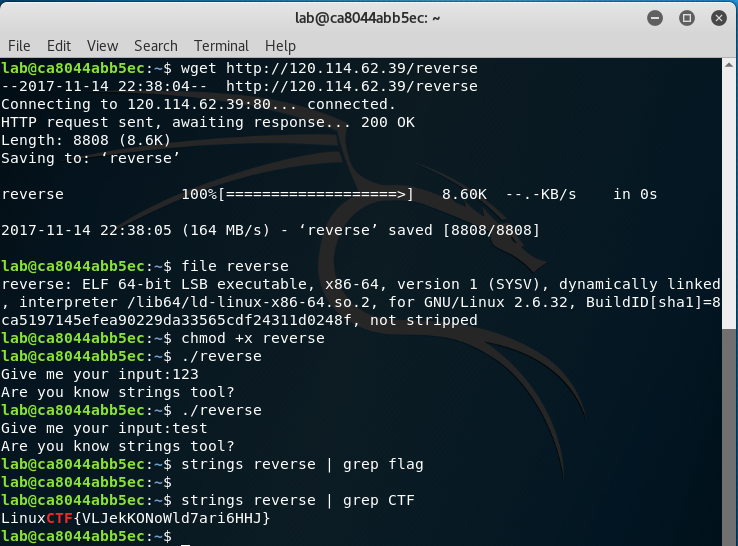 lab@ca8044abb5ec: ~
File Edit View Search Terminal Help
lab@ca8044abb5ec:~$ wget http://120.114.62.39/reverse
--2017-11-14 22:38:04--  http://120.114.62.39/reverse
Connecting to 120.114.62.39:80... connected.
HTTP request sent, awaiting response... 200 OK
Length: 8808 (8.6K)
Saving to: ‘reverse’
reverse             100%[===================>]   8.60K  --.-KB/s    in 0s
2017-11-14 22:38:05 (164 MB/s) - ‘reverse’ saved [8808/8808]
lab@ca8044abb5ec:~$ file reverse
reverse: ELF 64-bit LSB executable, x86-64, version 1 (SYSV), dynamically linked
, interpreter /lib64/ld-linux-x86-64.so.2, for GNU/Linux 2.6.32, BuildID[sha1]=8
ca5197145efea90229da33565cdf24311d0248f, not stripped
lab@ca8044abb5ec:~$ chmod +x reverse
lab@ca8044abb5ec:~$ ./reverse
Give me your input:123
Are you know strings tool?
lab@ca8044abb5ec:~$ ./reverse
Give me your input:test
Are you know strings tool?
lab@ca8044abb5ec:~$ strings reverse | grep flag
lab@ca8044abb5ec:~$
lab@ca8044abb5ec:~$ strings reverse | grep CTF
LinuxCTF{VLJekKONoWld7ari6HHJ}
lab@ca8044abb5ec:~$